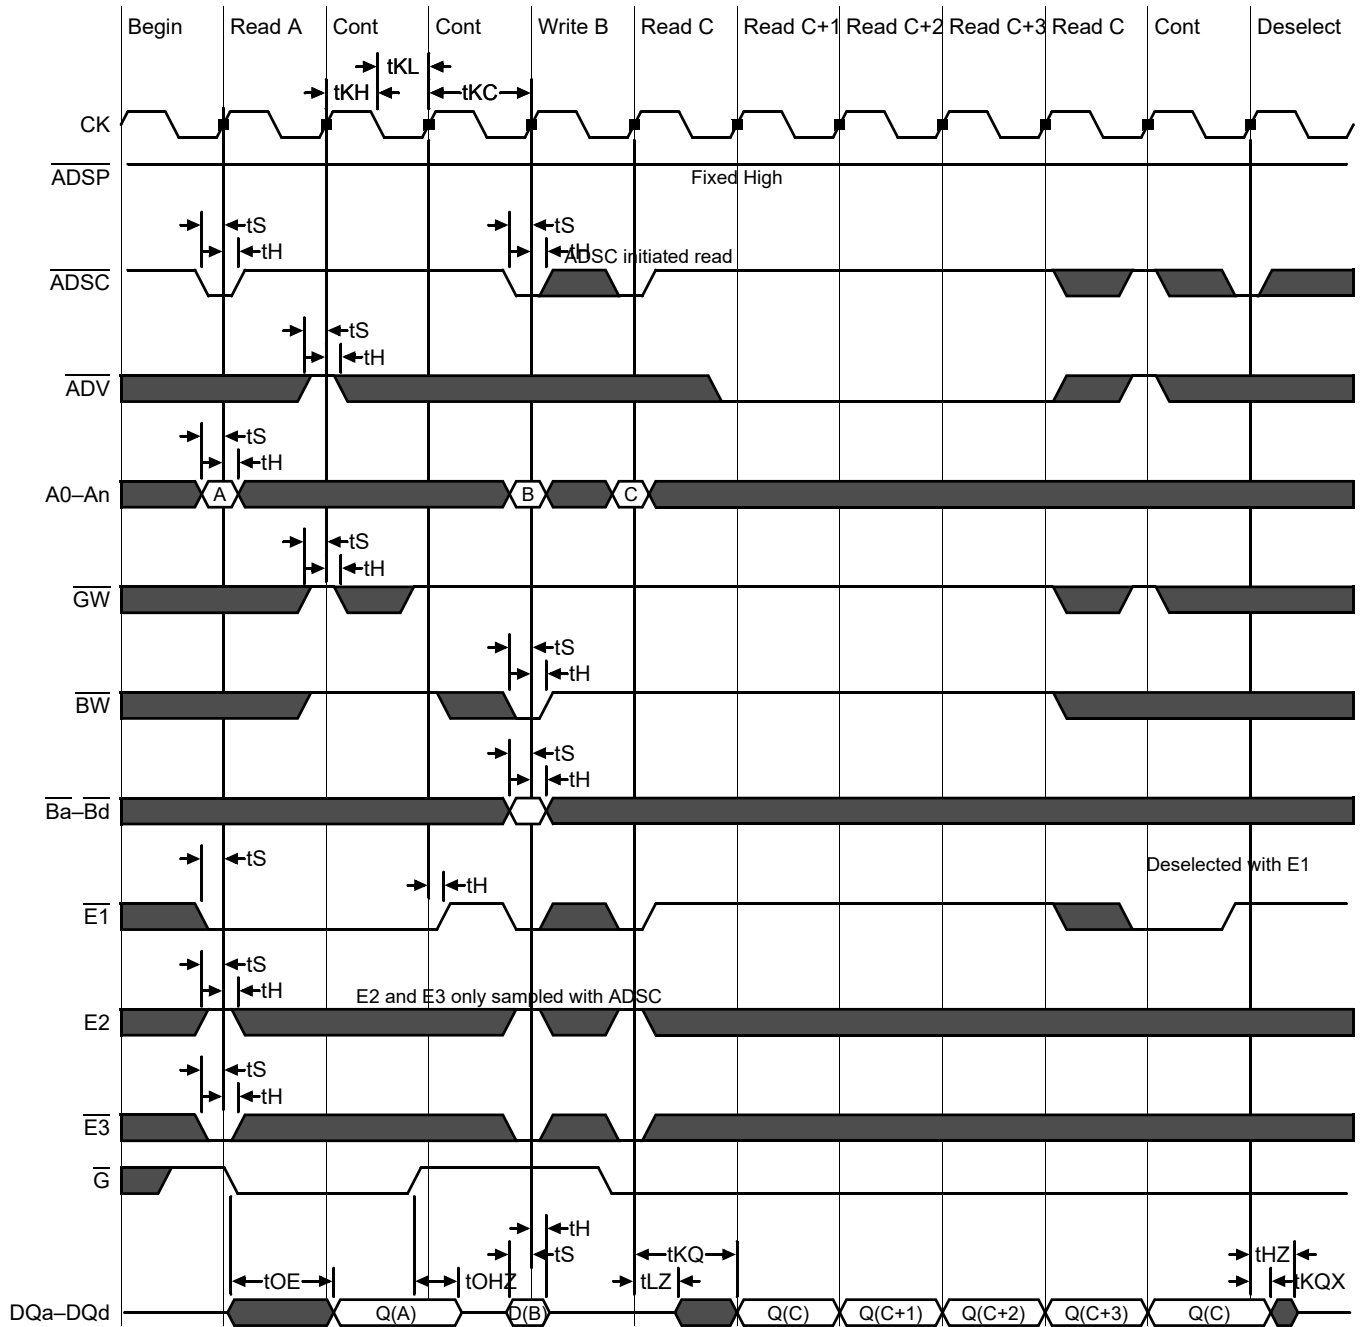 Begin Read A Cont Cont Write B Read C Read C+1 Read C+2 Read C+3 Read C Cont Deselect
tKL
tKH tKC
CK
ADSP
Fixed High
tS tS
tH tH
ADSC initiated read
ADSC
tS
tH
ADV
tS
tH
A0–An A B C
tS
tH
GW
tS
tH
BW
tS
tH
Ba–Bd
tS Deselected with E1
tH
E1
tS
tH
E2 and E3 only sampled with ADSC
E2
tS
tH
E3
G
tH
tS tKQ tHZ
tOE tOHZ tLZ tKQX
DQa–DQd Q(A) D(B) Q(C) Q(C+1) Q(C+2) Q(C+3) Q(C)